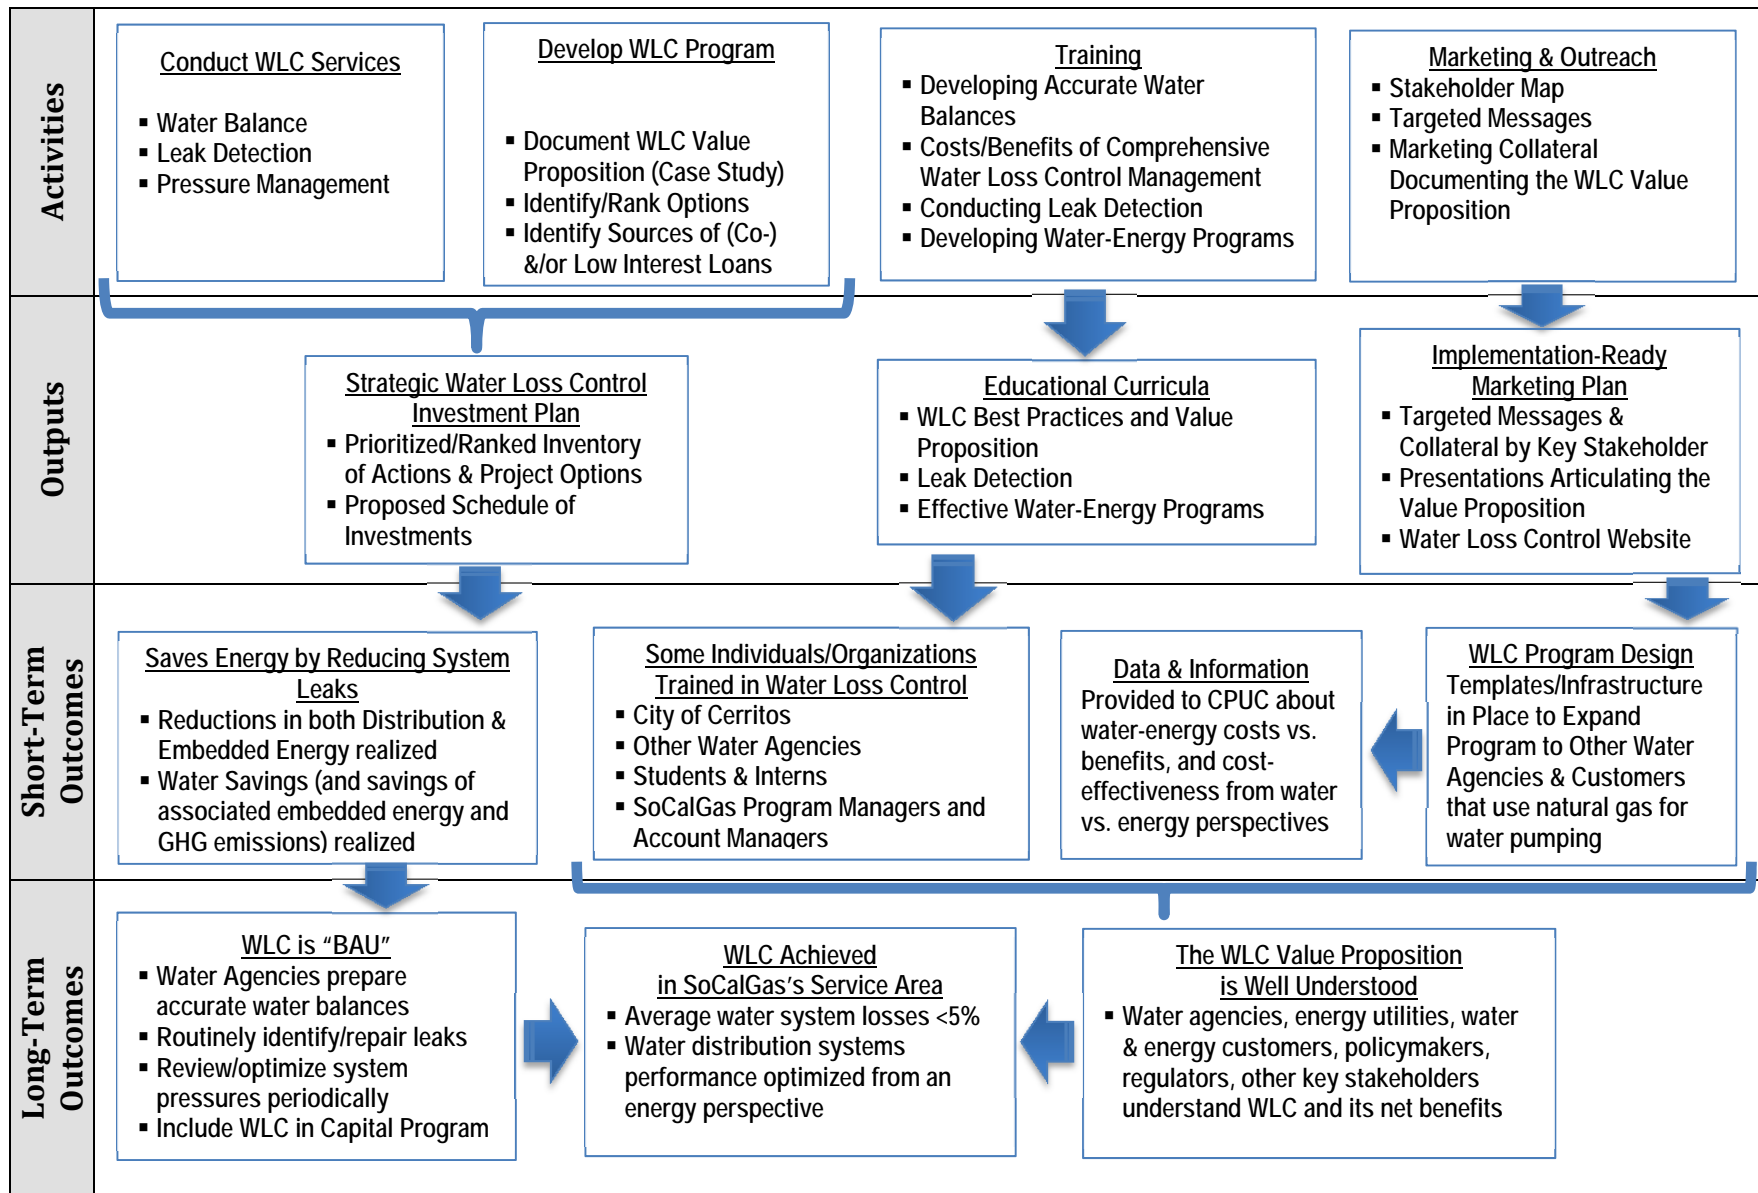 Activities
Conduct WLC Services
▪ Water Balance
▪ Leak Detection
▪ Pressure Management
Develop WLC Program
▪ Document WLC Value
Proposition (Case Study)
▪ Identify/Rank Options
▪ Identify Sources of (Co-)
&/or Low Interest Loans
Training
▪ Developing Accurate Water
Balances
▪ Costs/Benefits of Comprehensive
Water Loss Control Management
▪ Conducting Leak Detection
▪ Developing Water-Energy Programs
Marketing & Outreach
▪ Stakeholder Map
▪ Targeted Messages
▪ Marketing Collateral
Documenting the WLC Value
Proposition
Outputs
Strategic Water Loss Control
Investment Plan
▪ Prioritized/Ranked Inventory
of Actions & Project Options
▪ Proposed Schedule of
Investments
Educational Curricula
▪ WLC Best Practices and Value
Proposition
▪ Leak Detection
▪ Effective Water-Energy Programs
Implementation-Ready
Marketing Plan
▪ Targeted Messages &
Collateral by Key Stakeholder
▪ Presentations Articulating the
Value Proposition
▪ Water Loss Control Website
Short-Term
Outcomes
Saves Energy by Reducing System
Leaks
▪ Reductions in both Distribution &
Embedded Energy realized
▪ Water Savings (and savings of
associated embedded energy and
GHG emissions) realized
Some Individuals/Organizations
Trained in Water Loss Control
▪ City of Cerritos
▪ Other Water Agencies
▪ Students & Interns
▪ SoCalGas Program Managers and
Account Managers
Data & Information
Provided to CPUC about
water-energy costs vs.
benefits, and cost-
effectiveness from water
vs. energy perspectives
WLC Program Design
Templates/Infrastructure
in Place to Expand
Program to Other Water
Agencies & Customers
that use natural gas for
water pumping
Long-Term
Outcomes
WLC is “BAU”
▪ Water Agencies prepare
accurate water balances
▪ Routinely identify/repair leaks
▪ Review/optimize system
pressures periodically
▪ Include WLC in Capital Program
WLC Achieved
in SoCalGas’s Service Area
▪ Average water system losses <5%
▪ Water distribution systems
performance optimized from an
energy perspective
The WLC Value Proposition
is Well Understood
▪ Water agencies, energy utilities, water
& energy customers, policymakers,
regulators, other key stakeholders
understand WLC and its net benefits